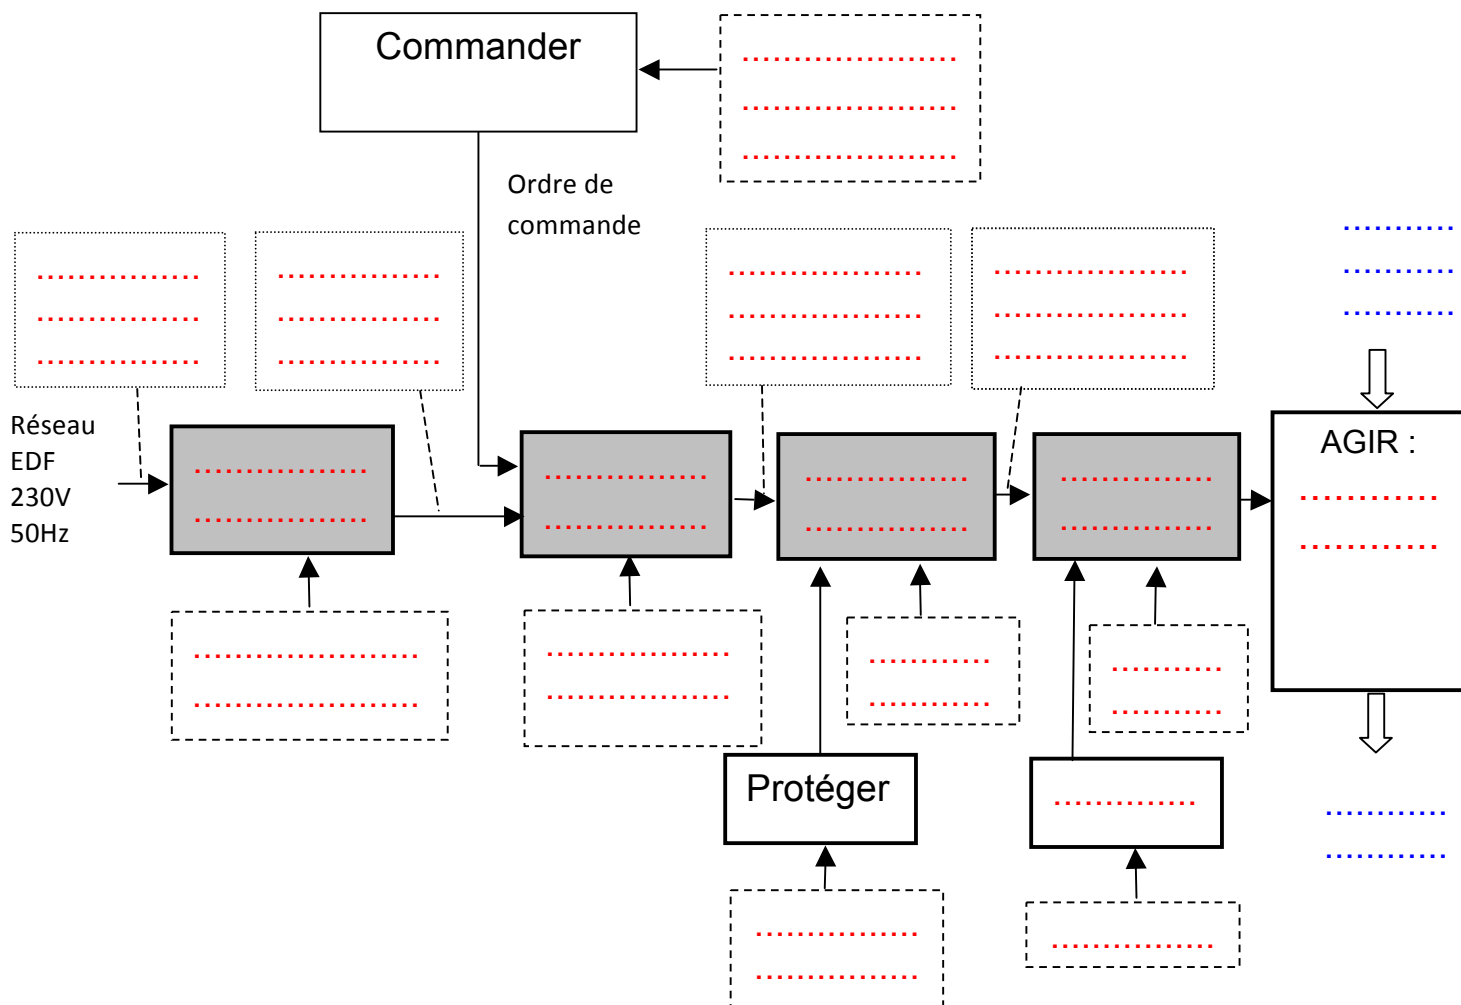 Commander
Ordre de
commande
Réseau
EDF
230V
50Hz
AGIR :
Protéger